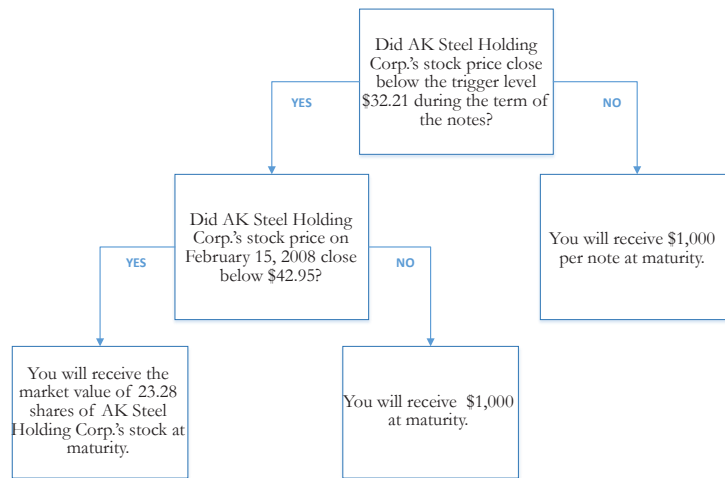 Did AK Steel Holding
Corp.'s stock price close
below the trigger level
$32.21 during the term of
the notes?
YES
NO
Did AK Steel Holding
Corp.'s stock price on
February 15, 2008 close
below $42.95?
You will receive $1,000
per note at maturity.
YES
NO
You will receive the
market value of 23.28
shares of AK Steel
Holding Corp.'s stock at
maturity.
You will receive $1,000
at maturity.